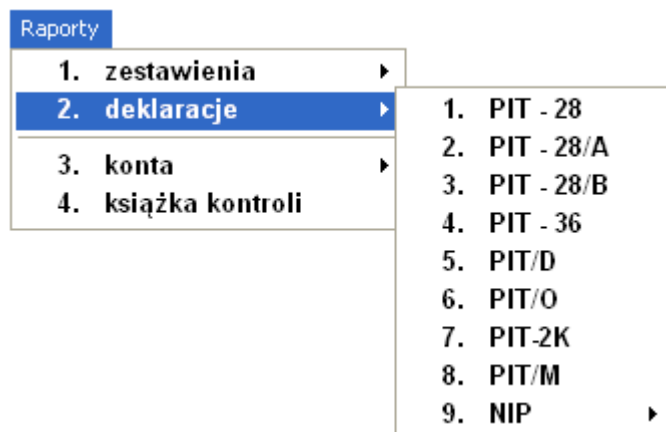 Raporty
1. zestawienia
2. deklaracje
3. konta
4. książka kontroli
1. PIT - 28
2. PIT - 28/A
3. PIT - 28/B
4. PIT - 36
5. PIT/D
6. PIT/O
7. PIT-2K
8. PIT/M
9. NIP